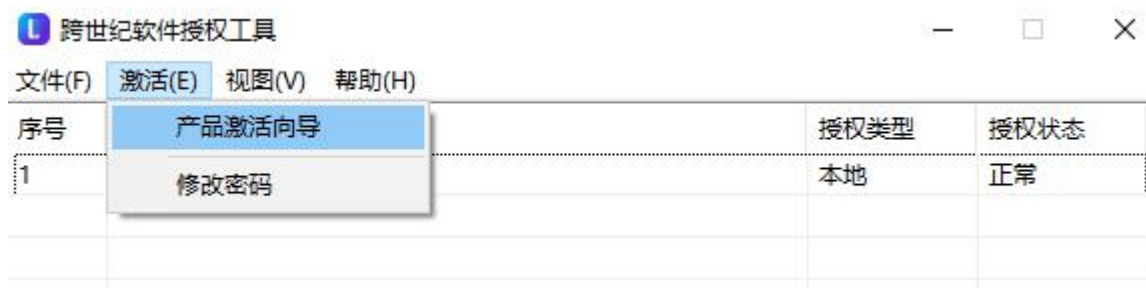 跨世纪软件授权工具
文件(F) 激活(E) 视图(V) 帮助(H)
序号 产品激活向导 授权类型 授权状态
1 修改密码 本地 正常